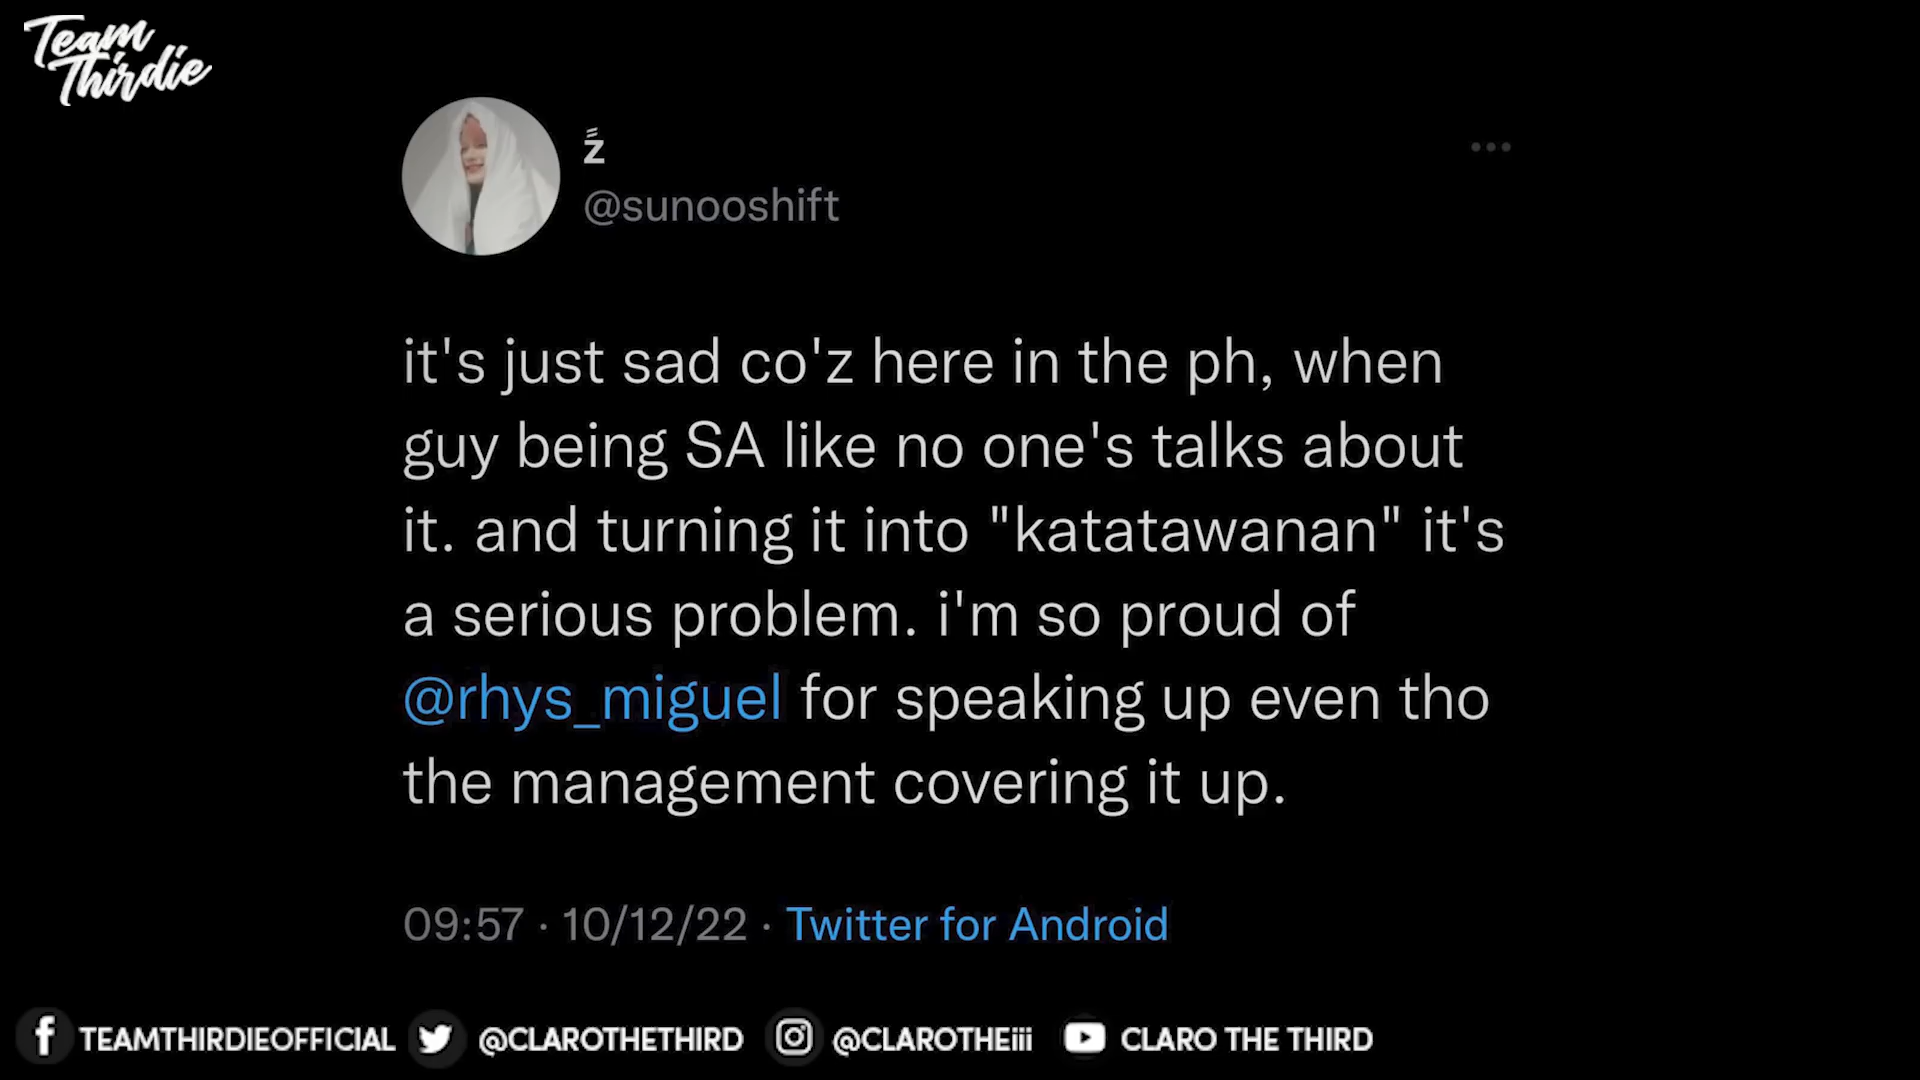 Team
Thirdie
z̋
@sunooshift
it's just sad co'z here in the ph, when
guy being SA like no one's talks about
it. and turning it into "katatawanan" it's
a serious problem. i'm so proud of
@rhys_miguel for speaking up even tho
the management covering it up.
09:57 · 10/12/22 · Twitter for Android
TEAMTHIRDIEOFFICIAL @CLAROTHETHIRD @CLAROTHEiii CLARO THE THIRD